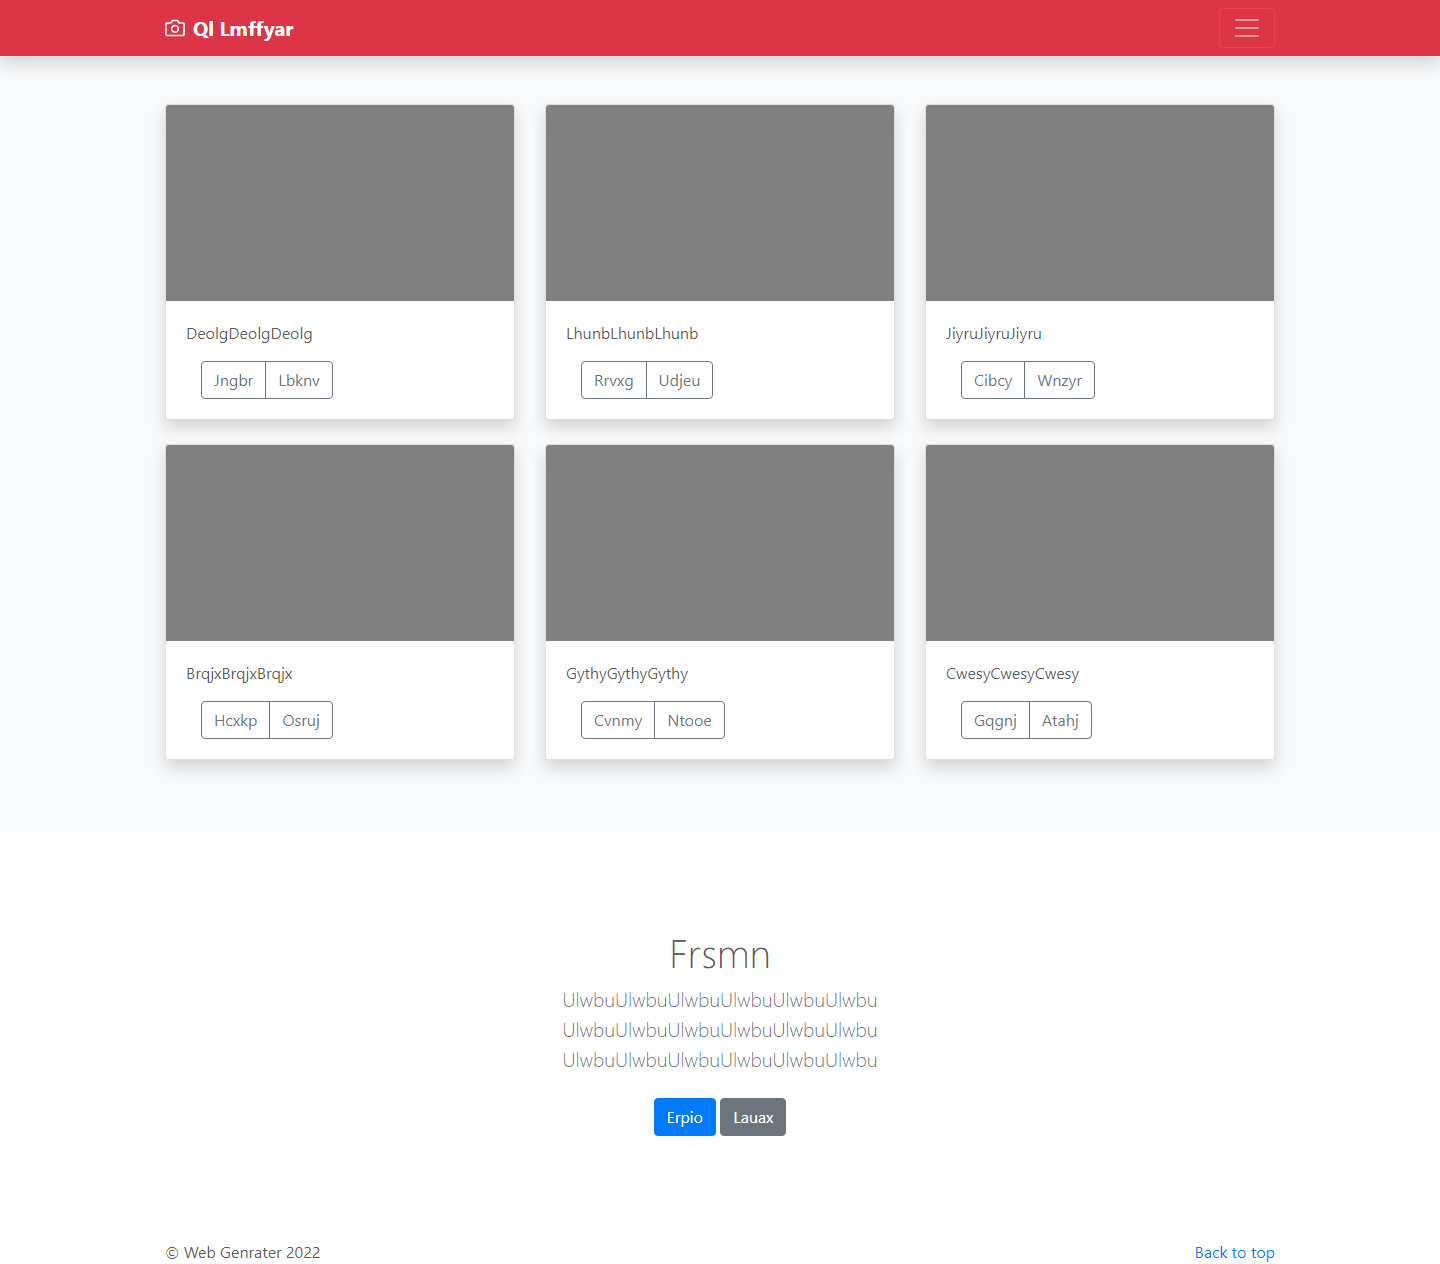 Ql Lmffyar
DeolgDeolgDeolg
Jngbr Lbknv
LhunbLhunbLhunb
Rrvxg Udjeu
JiyruJiyruJiyru
Cibcy Wnzyr
BrqjxBrqjxBrqjx
Hcxkp Osruj
GythyGythyGythy
Cvnmy Ntooe
CwesyCwesyCwesy
Gqgnj Atahj
Frsmn
UlwbuUlwbuUlwbuUlwbuUlwbuUlwbu
UlwbuUlwbuUlwbuUlwbuUlwbuUlwbu
UlwbuUlwbuUlwbuUlwbuUlwbuUlwbu
Erpio Lauax
© Web Genrater 2022
Back to top